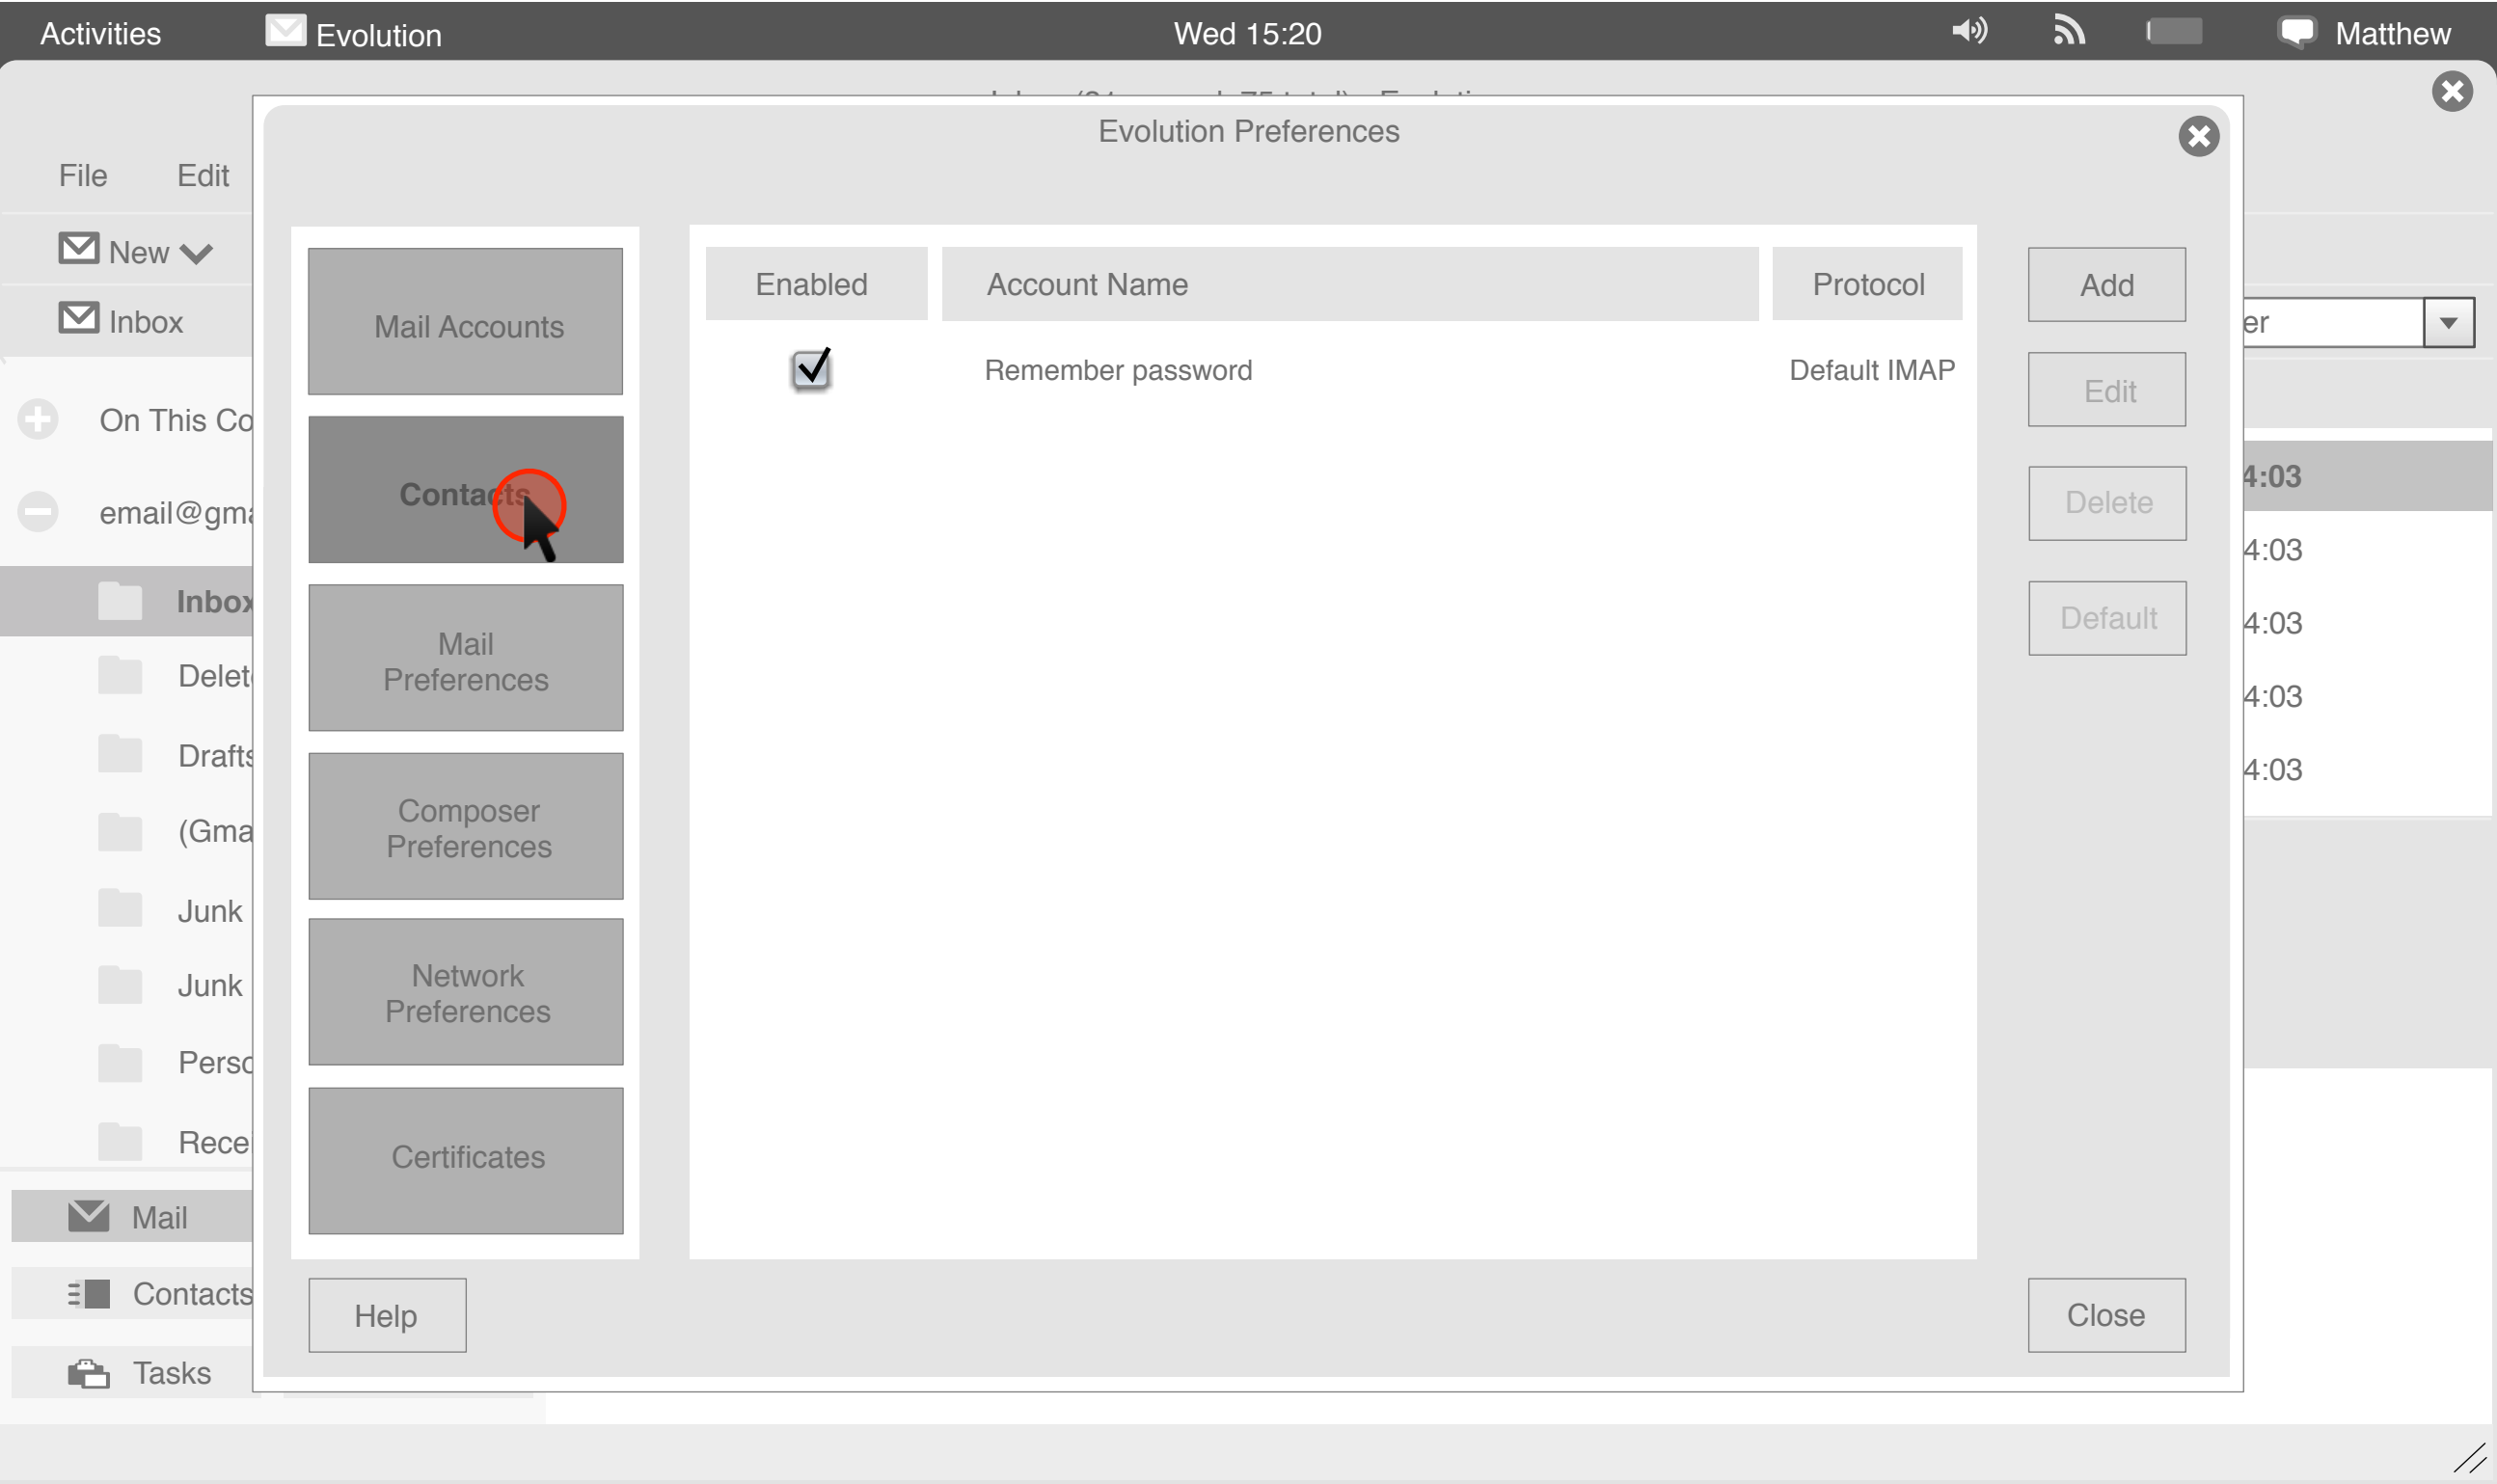 Activities
Evolution
Wed 15:20
Matthew
Evolution Preferences
File
Edit
New
Inbox
er
On This Co
email@gma
Inbox
Delet
Drafts
(Gma
Junk
Junk
Perso
Recei
Mail
Contacts
Tasks
Mail Accounts
Contacts
Mail
Preferences
Composer
Preferences
Network
Preferences
Certificates
Enabled
Account Name
Protocol
Remember password
Default IMAP
Add
Edit
Delete
Default
4:03
4:03
4:03
4:03
4:03
Help
Close